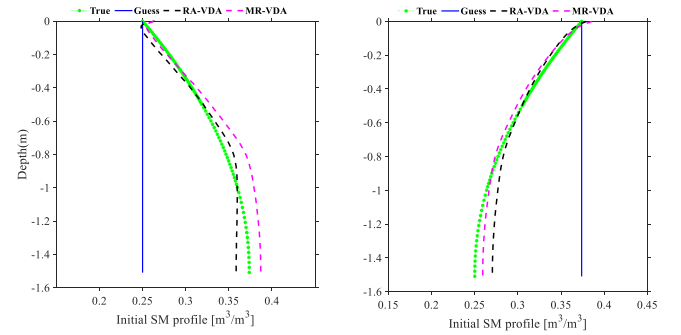 True Guess RA-VDA MR-VDA
0
-0.2
-0.4
-0.6
-0.8
-1
-1.2
-1.4
-1.6
Depth(m)
0.2 0.25 0.3 0.35 0.4
Initial SM profile [m³/m³]
True Guess RA-VDA MR-VDA
0
-0.2
-0.4
-0.6
-0.8
-1
-1.2
-1.4
-1.6
0.15 0.2 0.25 0.3 0.35 0.4 0.45
Initial SM profile [m³/m³]